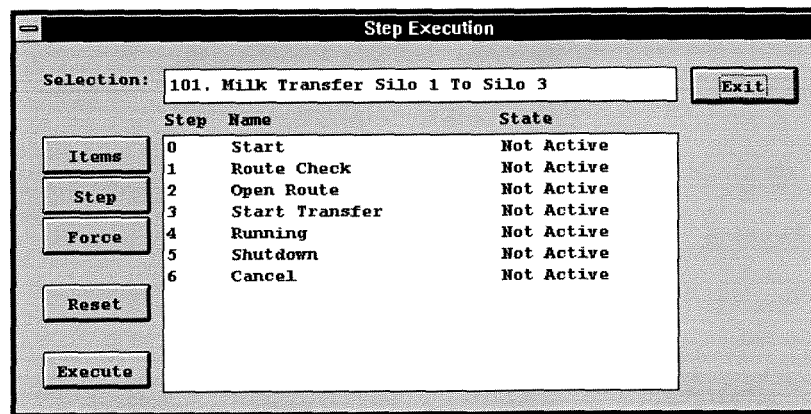 Step Execution
Selection: 101. Milk Transfer Silo 1 To Silo 3 Exit
Step Name State
Items 0 Start Not Active
1 Route Check Not Active
Step 2 Open Route Not Active
3 Start Transfer Not Active
Force 4 Running Not Active
5 Shutdown Not Active
6 Cancel Not Active
Reset
Execute